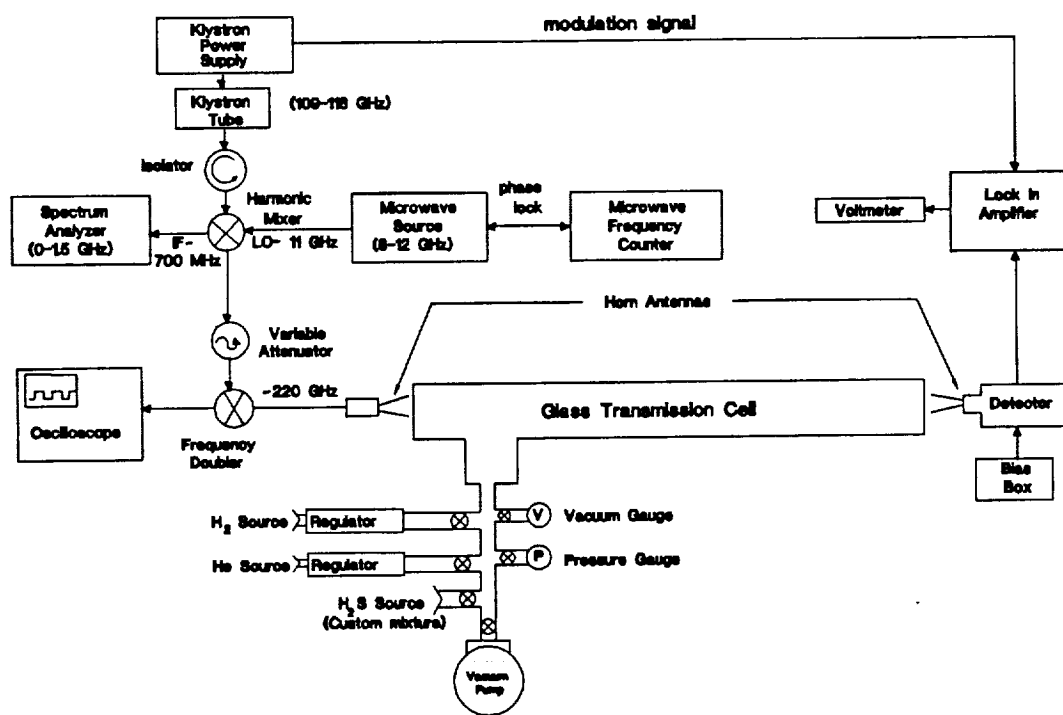 Klystron
Power
Supply
modulation signal
Klystron
Tube
(109-118 GHz)
Isolator
Harmonic
Mixer
Spectrum
Analyzer
(0-1.5 GHz)
IF-
700 MHz
LO- 11 GHz
Microwave
Source
(8-12 GHz)
phase
lock
Microwave
Frequency
Counter
Voltmeter
Lock In
Amplifier
Horn Antennas
Variable
Attenuator
~220 GHz
Oscilloscope
Frequency
Doubler
Glass Transmission Cell
Detector
Bias
Box
H2 Source
Regulator
V
Vacuum Gauge
He Source
Regulator
P
Pressure Gauge
H2S Source
(Custom mixture)
Vacuum
Pump